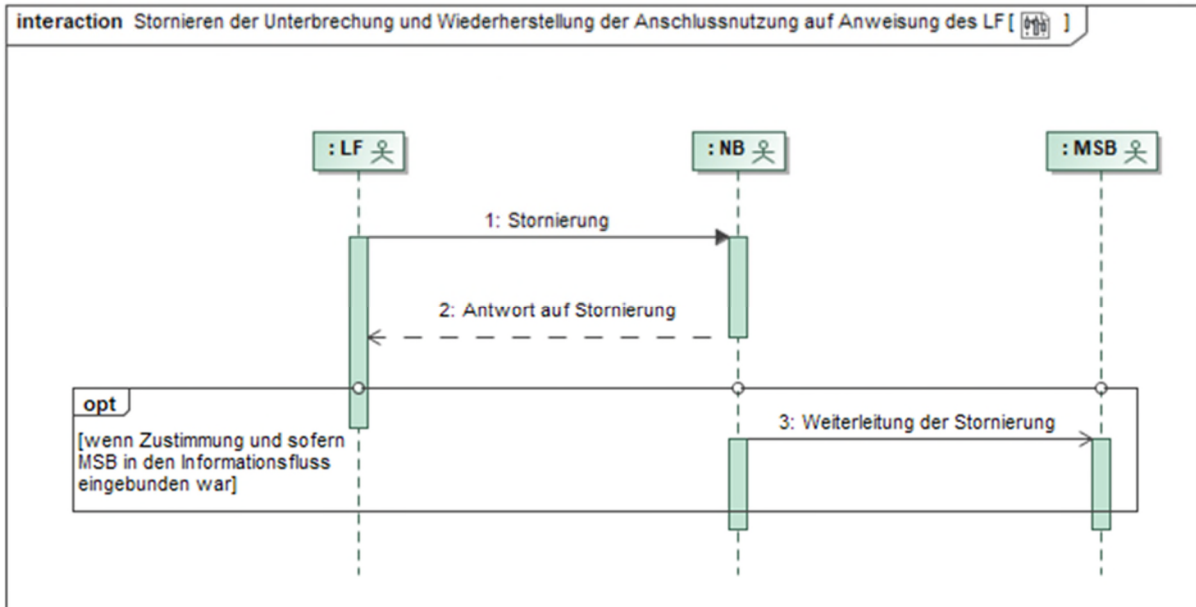 interaction Stornieren der Unterbrechung und Wiederherstellung der Anschlussnutzung auf Anweisung des LF[ ]
: LF
: NB
: MSB
1: Stornierung
2: Antwort auf Stornierung
opt
[wenn Zustimmung und sofern
MSB in den Informationsfluss
eingebunden war]
3: Weiterleitung der Stornierung